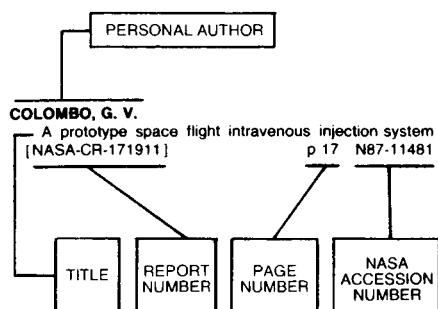 PERSONAL AUTHOR
COLOMBO, G. V.
A prototype space flight intravenous injection system
[NASA-CR-171911] p 17 N87-11481
TITLE
REPORT
NUMBER
PAGE
NUMBER
NASA
ACCESSION
NUMBER